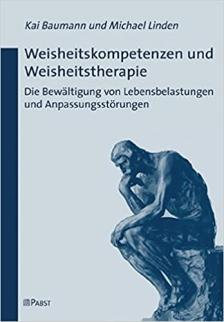 Kai Baumann und Michael Linden
Weisheitskompetenzen und
Weisheitstherapie
Die Bewältigung von Lebensbelastungen
und Anpassungsstörungen
PABST